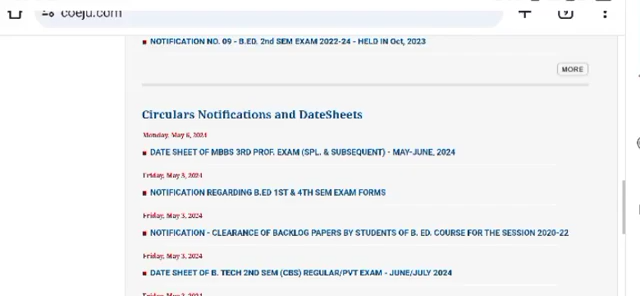 coeju.com
NOTIFICATION NO. 09 - B.ED. 2nd SEM EXAM 2022-24 - HELD IN Oct, 2023
MORE
Circulars Notifications and DateSheets
Monday, May 6, 2024
DATE SHEET OF MBBS 3RD PROF. EXAM (SPL. & SUBSEQUENT) - MAY-JUNE, 2024
Friday, May 3, 2024
NOTIFICATION REGARDING B.ED 1ST & 4TH SEM EXAM FORMS
Friday, May 3, 2024
NOTIFICATION - CLEARANCE OF BACKLOG PAPERS BY STUDENTS OF B. ED. COURSE FOR THE SESSION 2020-22
Friday, May 3, 2024
DATE SHEET OF B. TECH 2ND SEM (CBS) REGULAR/PVT EXAM - JUNE/JULY 2024
Friday, May 3, 2024